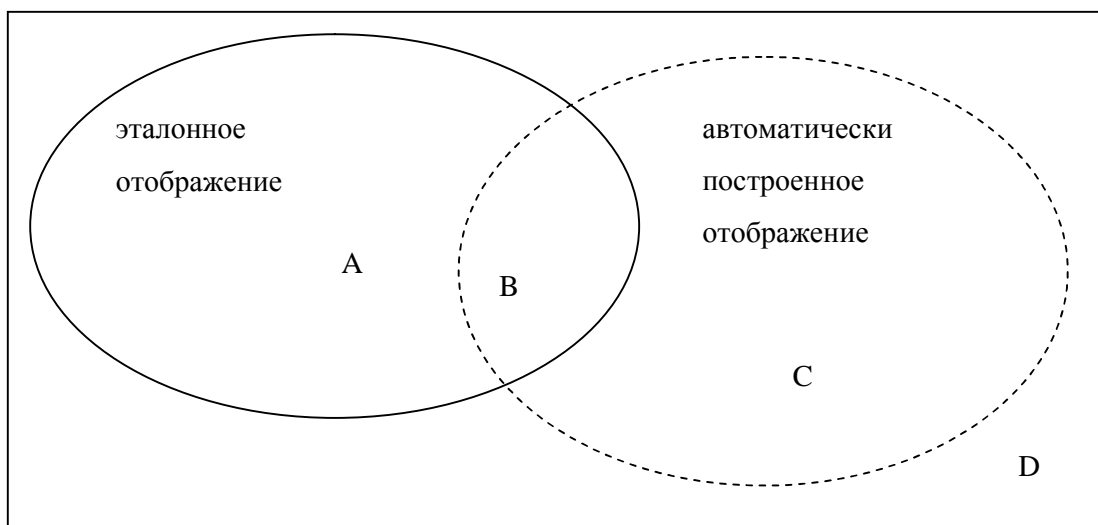 эталонное
отображение
автоматически
построенное
отображение
A
B
C
D